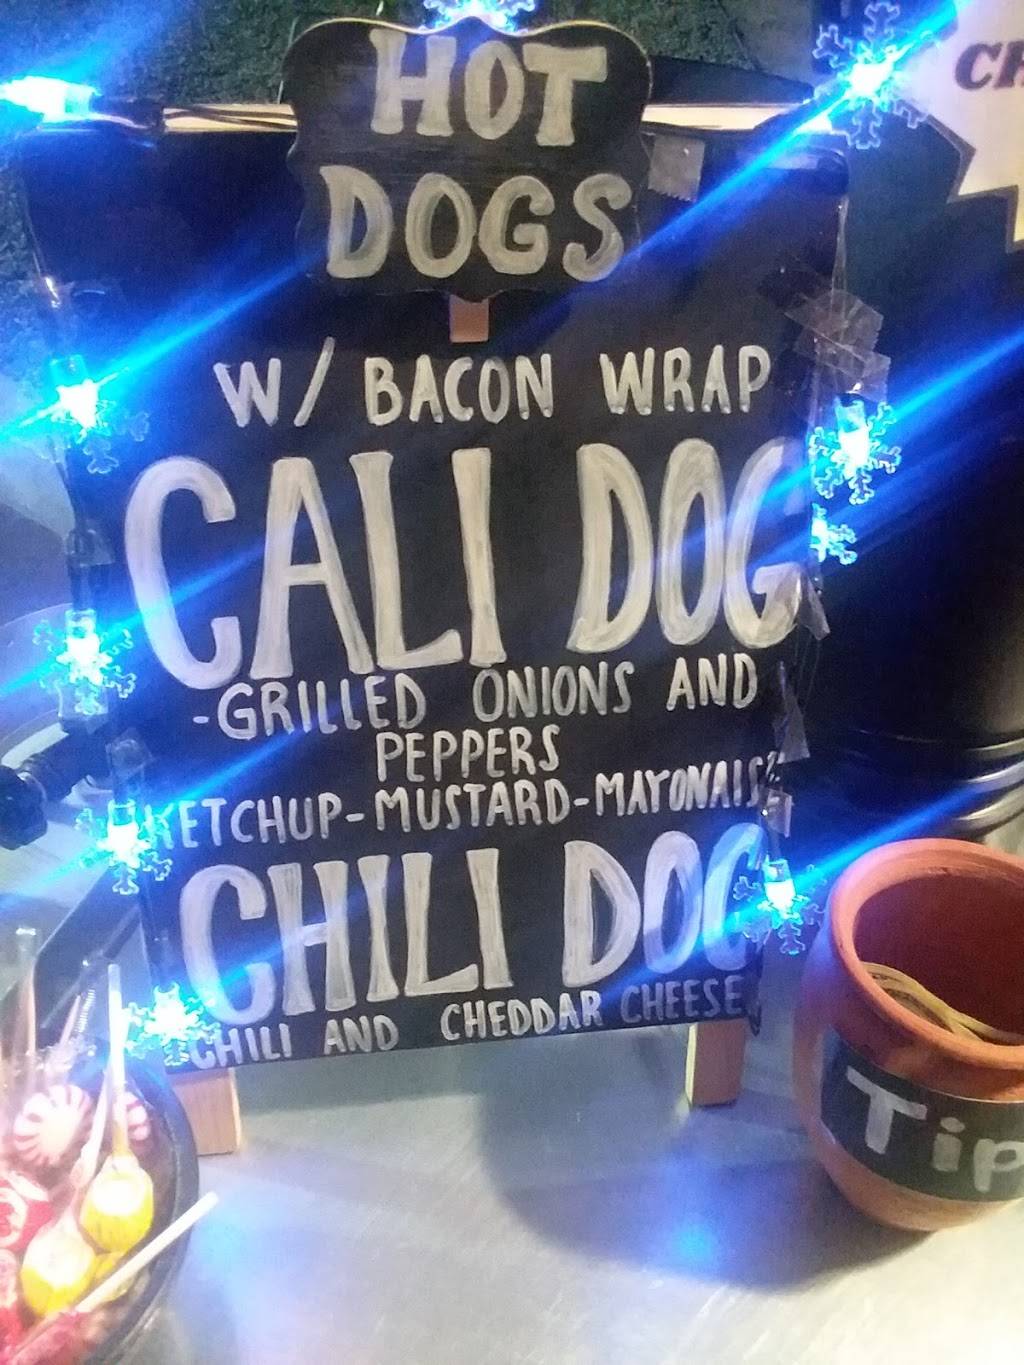 HOT
DOGS
W/ BACON WRAP
CALI DOG
-GRILLED ONIONS AND
PEPPERS
KETCHUP-MUSTARD-MAYONAISE
CHILI DOG
CHILI AND CHEDDAR CHEESE
Tip